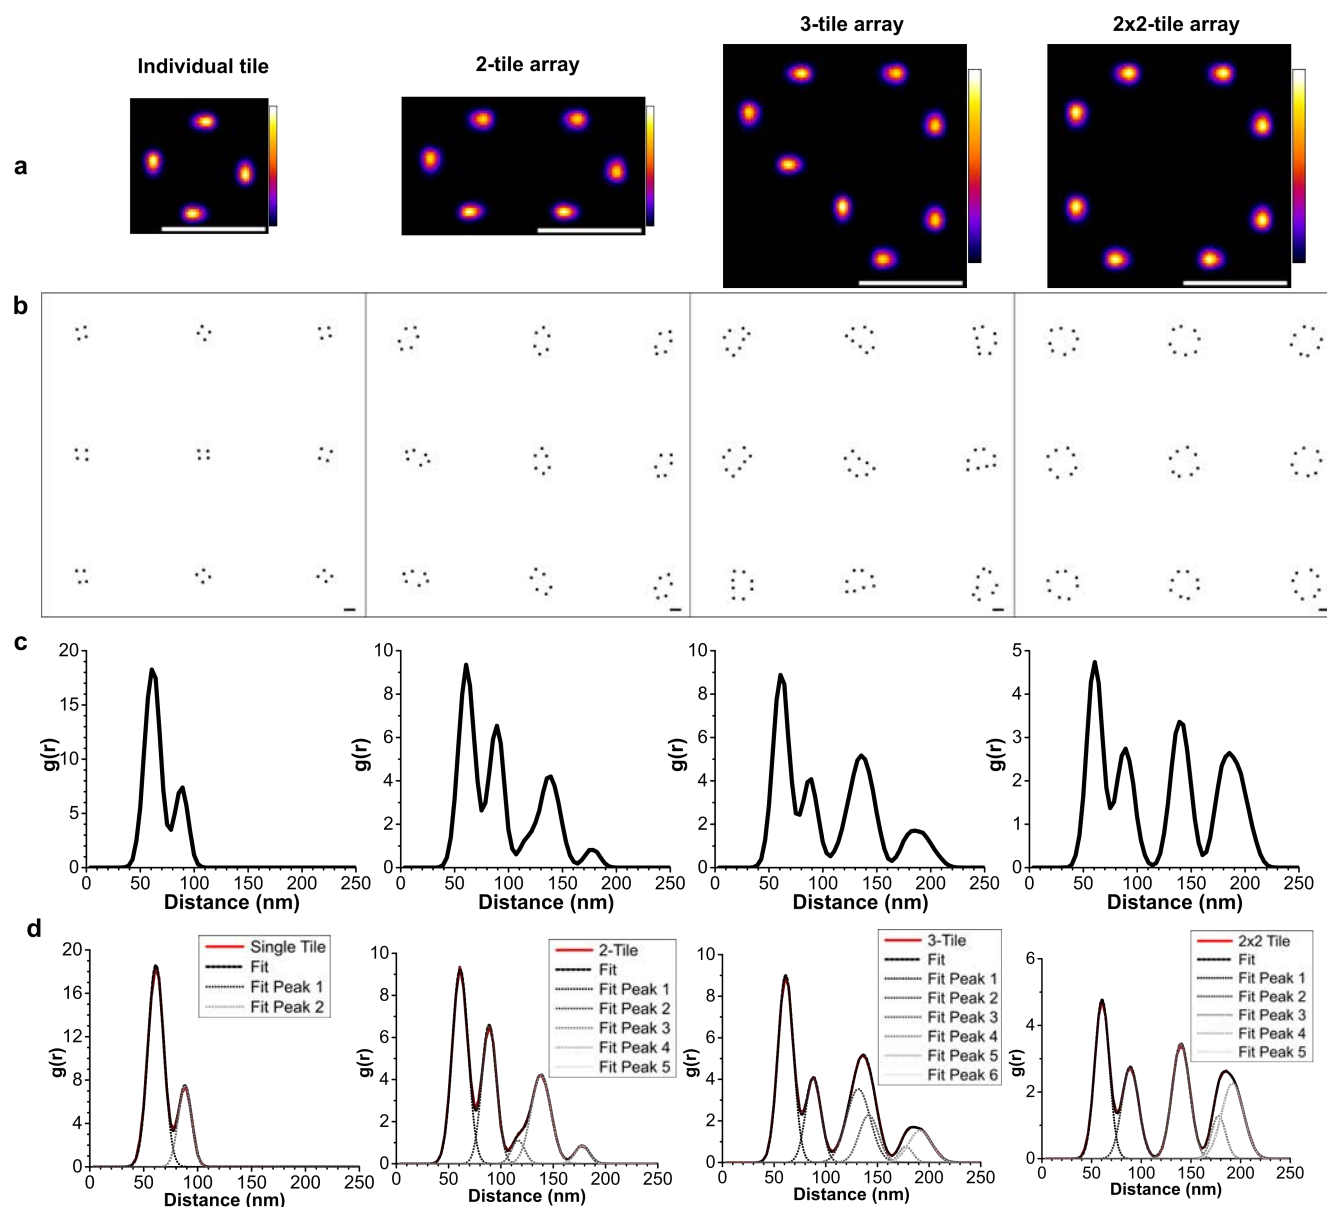 3-tile array
2x2-tile array
Individual tile
2-tile array
a
b
c
20
15
10
5
0
g(r)
0 50 100 150 200 250
Distance (nm)
10
8
6
4
2
0
g(r)
0 50 100 150 200 250
Distance (nm)
10
8
6
4
2
0
g(r)
0 50 100 150 200 250
Distance (nm)
5
4
3
2
1
0
g(r)
0 50 100 150 200 250
Distance (nm)
d
20
18
16
14
12
10
8
6
4
2
0
g(r)
Single Tile
Fit
Fit Peak 1
Fit Peak 2
0 50 100 150 200 250
Distance (nm)
10
8
6
4
2
0
g(r)
2-Tile
Fit
Fit Peak 1
Fit Peak 2
Fit Peak 3
Fit Peak 4
Fit Peak 5
0 50 100 150 200 250
Distance (nm)
10
8
6
4
2
0
g(r)
3-Tile
Fit
Fit Peak 1
Fit Peak 2
Fit Peak 3
Fit Peak 4
Fit Peak 5
Fit Peak 6
0 50 100 150 200 250
Distance (nm)
6
4
2
0
g(r)
2x2 Tile
Fit
Fit Peak 1
Fit Peak 2
Fit Peak 3
Fit Peak 4
Fit Peak 5
0 50 100 150 200 250
Distance (nm)